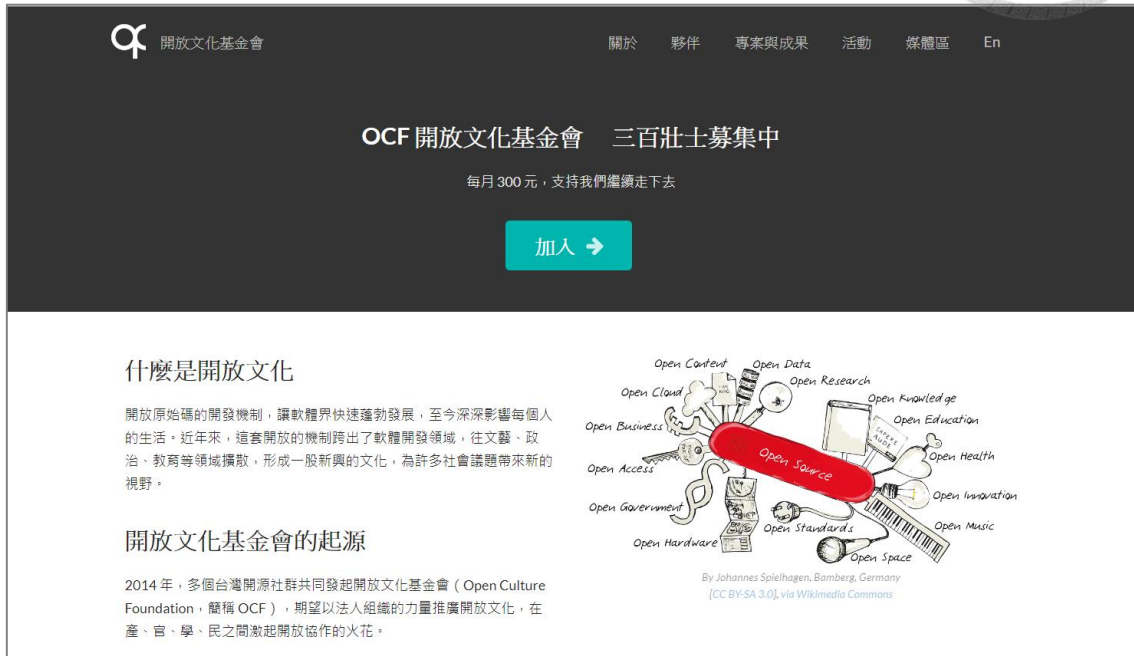 開放文化基金會
關於 夥伴 專案與成果 活動 媒體區 En
OCF 開放文化基金會 三百壯士募集中
每月 300 元，支持我們繼續走下去
加入
什麼是開放文化
開放原始碼的開發機制，讓軟體界快速蓬勃發展，至今深深影響每個人
的生活。近年來，這套開放的機制跨出了軟體開發領域，往文藝、政
治、教育等領域擴散，形成一股新興的文化，為許多社會議題帶來新的
視野。
開放文化基金會的起源
2014 年，多個台灣開源社群共同發起開放文化基金會（Open Culture
Foundation，簡稱 OCF），期望以法人組織的力量推廣開放文化，在
產、官、學、民之間激起開放協作的火花。
Open Content
Open Data
Open Research
Open Cloud
Open Knowledge
Open Education
Open Business
Open Source
Open Health
Open Access
Open Innovation
Open Government
Open Standards
Open Music
Open Hardware
Open Space
SAPERE
AUDE
By Johannes Spielhagen, Bamberg, Germany
[CC BY-SA 3.0], via Wikimedia Commons